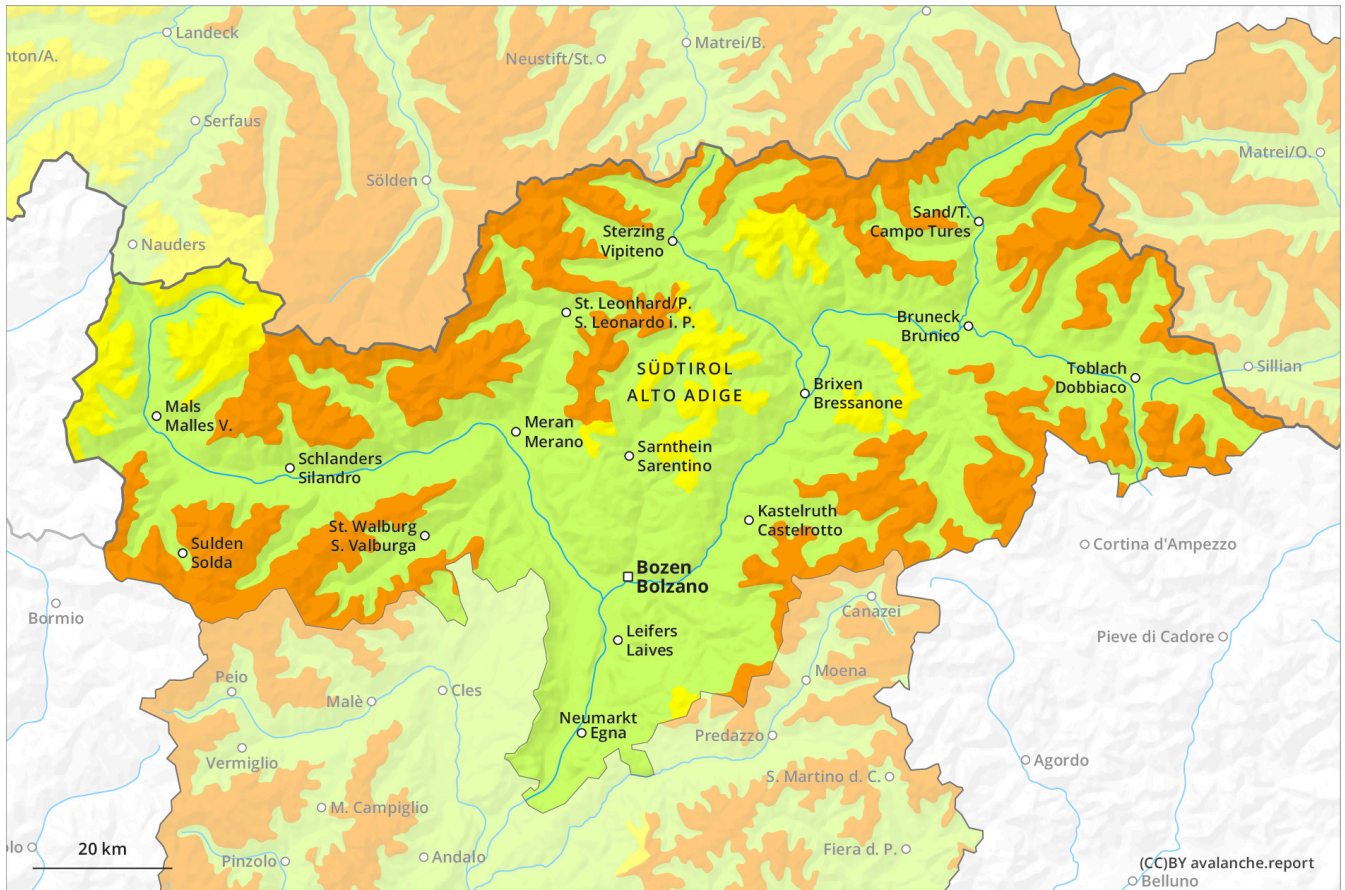 Landeck
nton/A.
Neustift/St.
Matrei/B.
Serfaus
Matrei/O.
Sölden
Sand/T.
Campo Tures
Sterzing
Vipiteno
Nauders
St. Leonhard/P.
S. Leonardo i. P.
Bruneck
Brunico
SÜDTIROL
ALTO ADIGE
Toblach
Dobbiaco
Sillian
Brixen
Bressanone
Mals
Malles V.
Meran
Merano
Sarnthein
Sarentino
Schlanders
Silandro
Kastelruth
Castelrotto
St. Walburg
S. Valburga
Sulden
Solda
Cortina d'Ampezzo
Bozen
Bolzano
Bormio
Canazei
Leifers
Laives
Pieve di Cadore
Peio
Moena
Malè
Cles
Neumarkt
Egna
Predazzo
Vermiglio
Agordo
S. Martino d. C.
M. Campiglio
20 km
olo
Pinzolo
Andalo
Fiera d. P.
(CC)BY avalanche.report
Belluno